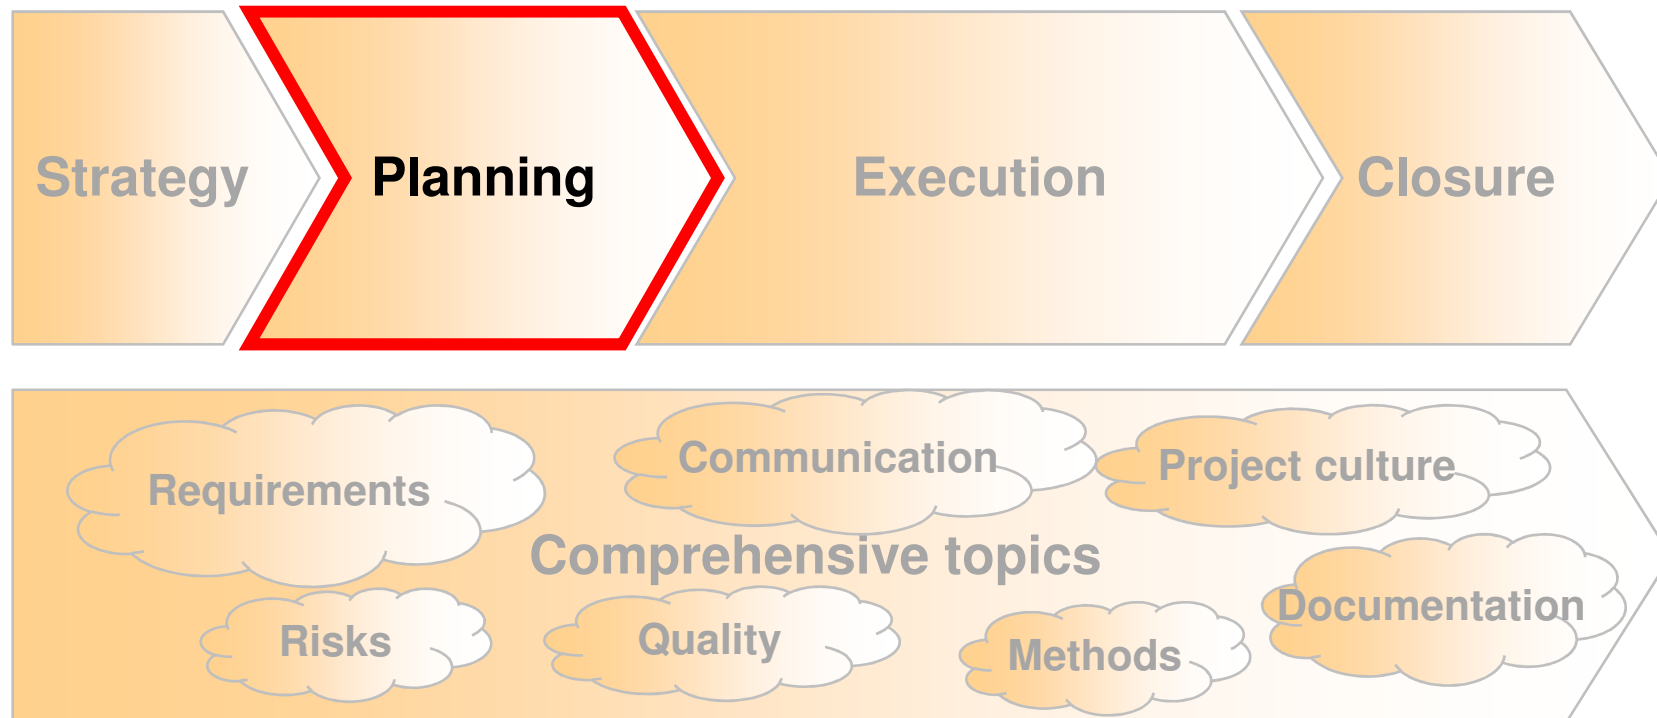 Strategy
Planning
Execution
Closure
Requirements
Communication
Project culture
Comprehensive topics
Risks
Quality
Methods
Documentation